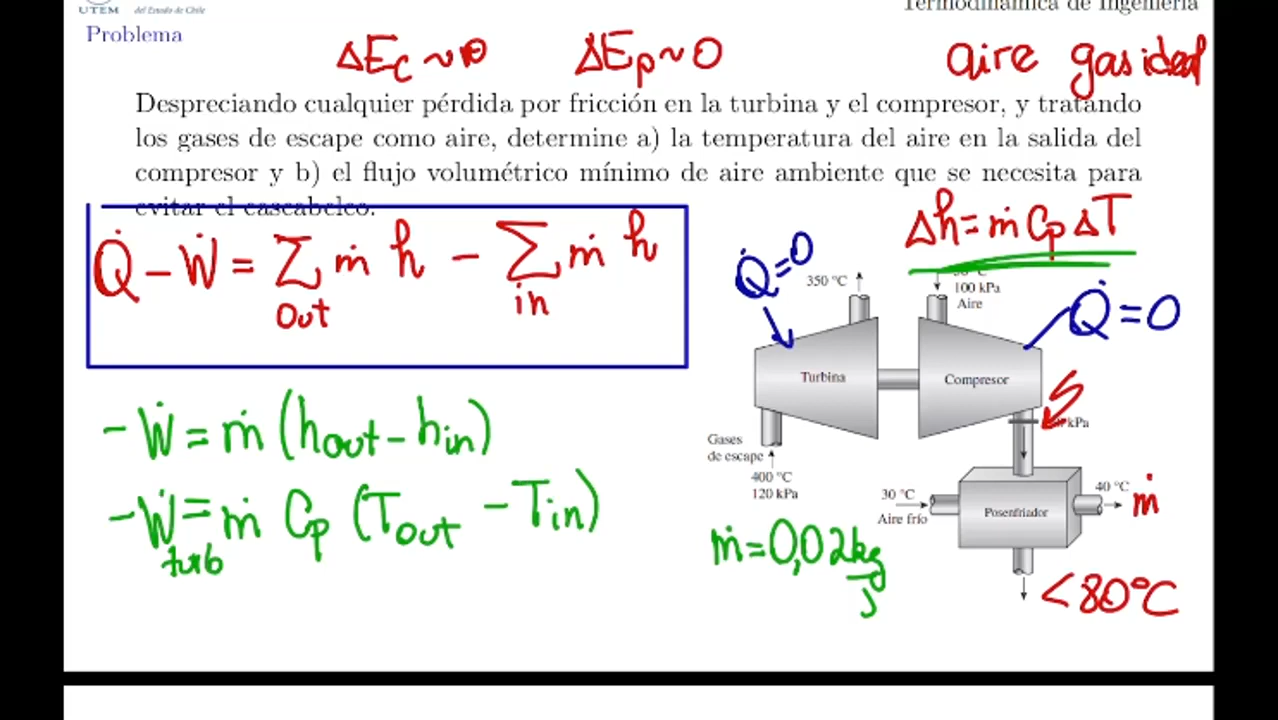 UTEM
del Estado de Chile
Termodinámica de Ingeniería
Problema
ΔEc ~ 0 ΔEp ~ 0 aire gas ideal
Despreciando cualquier pérdida por fricción en la turbina y el compresor, y tratando
los gases de escape como aire, determine a) la temperatura del aire en la salida del
compresor y b) el flujo volumétrico mínimo de aire ambiente que se necesita para
evitar el cascabeleo.
Δh = ṁ Cp ΔT
Q̇ - Ẇ = Σ out ṁ h - Σ in ṁ h
Q̇ = 0
350 °C
100 kPa
Aire
Q̇ = 0
Turbina
Compresor
kPa
- Ẇ = ṁ (hout - hin)
Gases
de escape
400 °C
120 kPa
30 °C
Aire frío
Posenfriador
40 °C
ṁ
- Ẇturb = ṁ Cp (Tout - Tin)
ṁ = 0,02 kg/s
<80°C